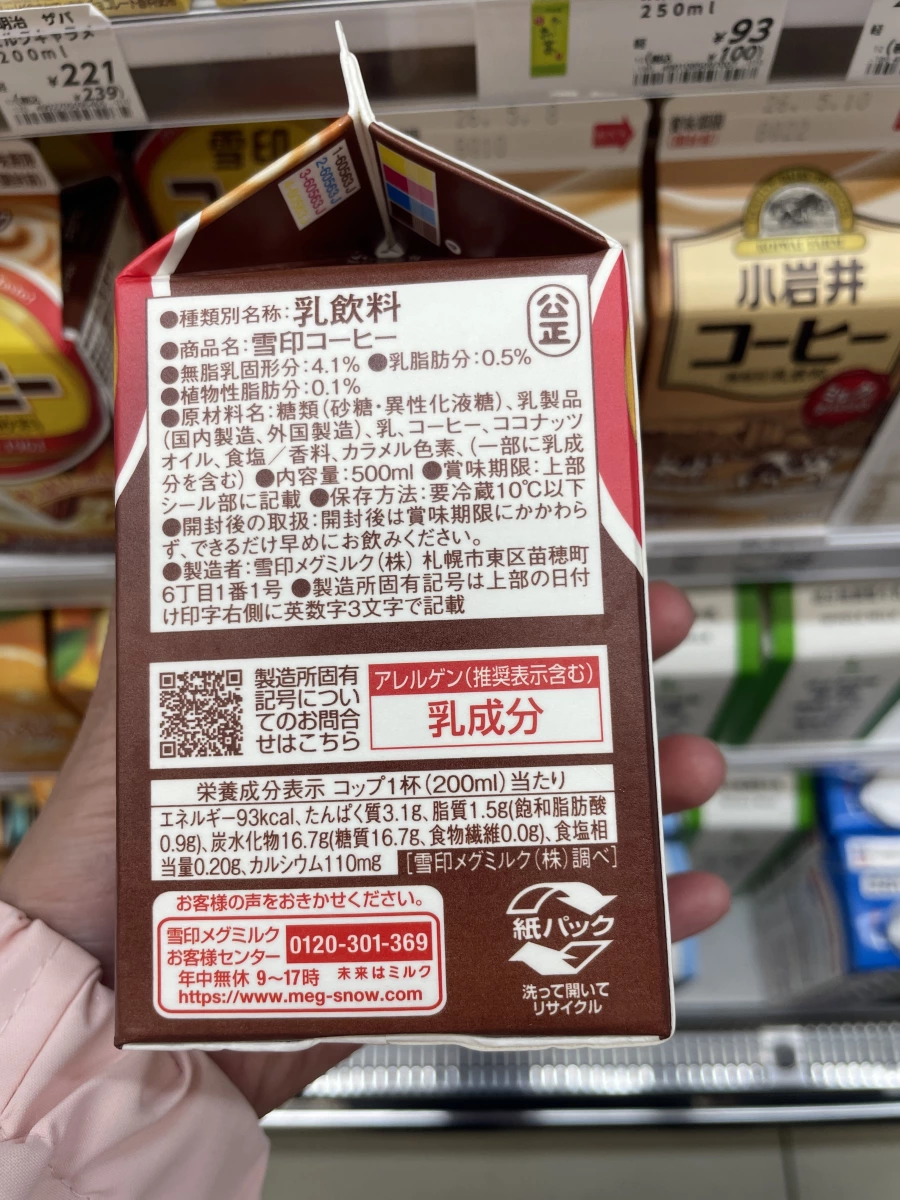 明治 ザバ
200ml
¥221
¥239)
250ml
¥93
¥100)
雪印
26. 5.10
小岩井
コーヒー
1-60563J
2-60563J
3-60563J
公正
●種類別名称:乳飲料
●商品名:雪印コーヒー
●無脂乳固形分:4.1% ●乳脂肪分:0.5%
●植物性脂肪分:0.1%
●原材料名:糖類(砂糖・異性化液糖)、乳製品
(国内製造、外国製造)、乳、コーヒー、ココナッツ
オイル、食塩/香料、カラメル色素、(一部に乳成
分を含む) ●内容量:500ml ●賞味期限:上部
シール部に記載 ●保存方法:要冷蔵10℃以下
●開封後の取扱:開封後は賞味期限にかかわら
ず、できるだけ早めにお飲みください。
●製造者:雪印メグミルク(株) 札幌市東区苗穂町
6丁目1番1号 ●製造所固有記号は上部の日付
け印字右側に英数字3文字で記載
製造所固有
記号につい
てのお問合
せはこちら
アレルゲン(推奨表示含む)
乳成分
栄養成分表示 コップ1杯(200ml)当たり
エネルギー93kcal、たんぱく質3.1g、脂質1.5g(飽和脂肪酸
0.9g)、炭水化物16.7g(糖質16.7g、食物繊維0.0g)、食塩相
当量0.20g、カルシウム110mg [雪印メグミルク(株)調べ]
お客様の声をおきかせください。
雪印メグミルク
お客様センター
0120-301-369
年中無休 9〜17時 未来はミルク
https://www.meg-snow.com
紙パック
洗って開いて
リサイクル